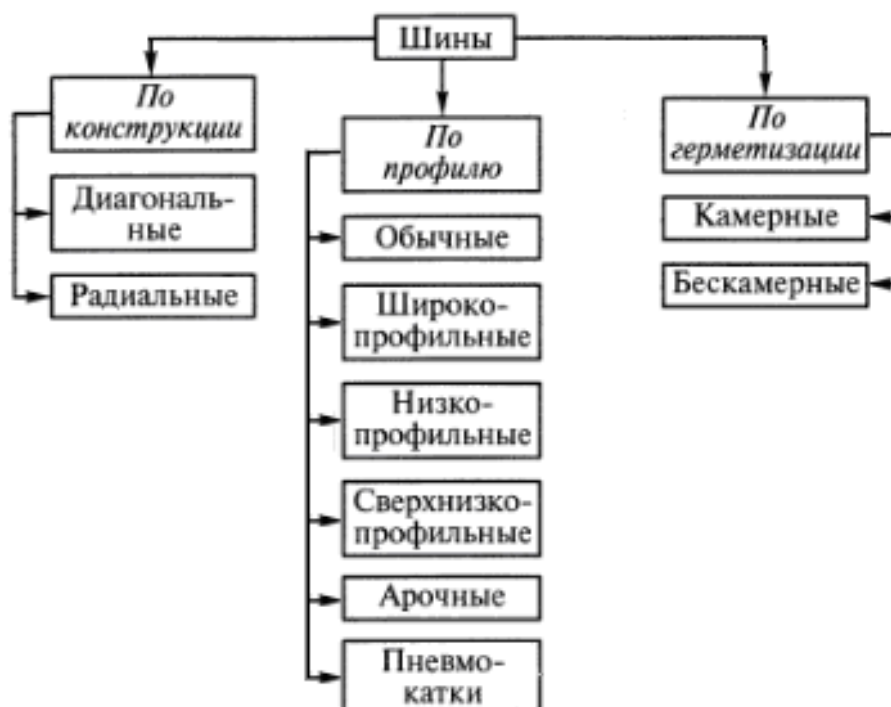 Шины
По
конструкции
Диагональ-
ные
Радиальные
По
профилю
Обычные
Широко-
профильные
Низко-
профильные
Сверхнизко-
профильные
Арочные
Пневмо-
катки
По
герметизации
Камерные
Бескамерные